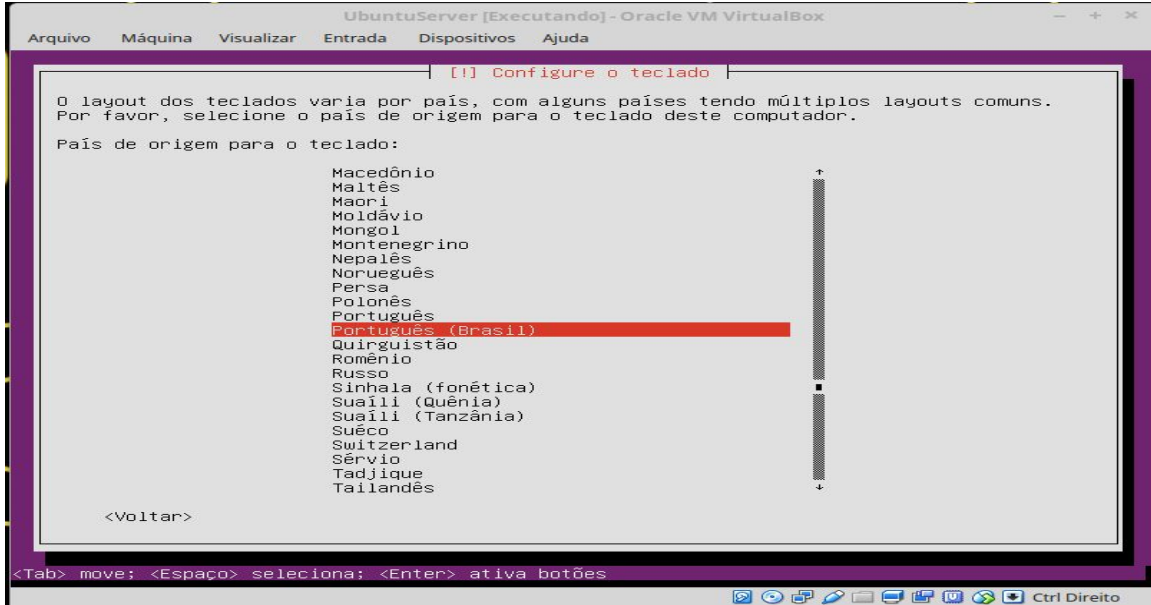 UbuntuServer [Executando] - Oracle VM VirtualBox
Arquivo Máquina Visualizar Entrada Dispositivos Ajuda
[!] Configure o teclado
O layout dos teclados varia por país, com alguns países tendo múltiplos layouts comuns.
Por favor, selecione o país de origem para o teclado deste computador.
País de origem para o teclado:
Macedônio
Maltês
Maori
Moldávio
Mongol
Montenegrino
Nepalês
Norueguês
Persa
Polonês
Português
Português (Brasil)
Quirguistão
Romênio
Russo
Sinhala (fonética)
Suaíli (Quênia)
Suaíli (Tanzânia)
Suéco
Switzerland
Sérvio
Tadjique
Tailandês
<Voltar>
<Tab> move; <Espaço> seleciona; <Enter> ativa botões
Ctrl Direito